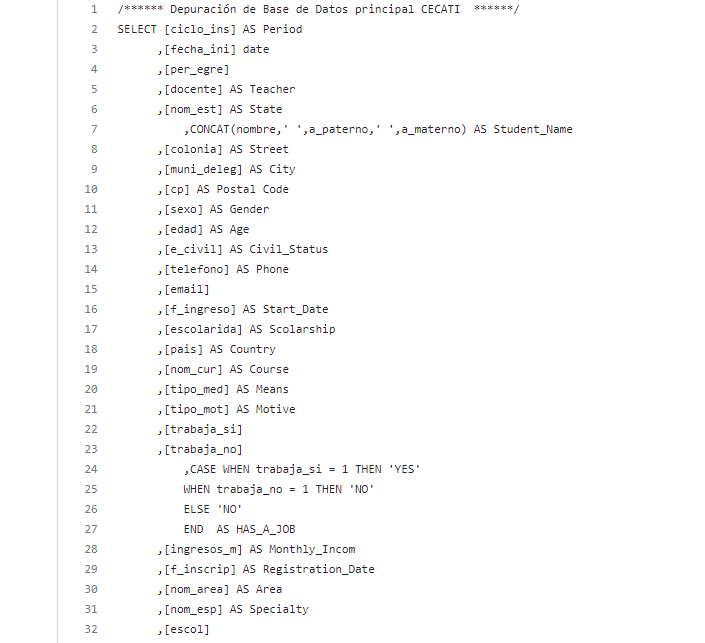 1 /****** Depuración de Base de Datos principal CECATI ******/
2 SELECT [ciclo_ins] AS Period
3 ,[fecha_ini] date
4 ,[per_egre]
5 ,[docente] AS Teacher
6 ,[nom_est] AS State
7 ,CONCAT(nombre,' ',a_paterno,' ',a_materno) AS Student_Name
8 ,[colonia] AS Street
9 ,[muni_deleg] AS City
10 ,[cp] AS Postal Code
11 ,[sexo] AS Gender
12 ,[edad] AS Age
13 ,[e_civil] AS Civil_Status
14 ,[telefono] AS Phone
15 ,[email]
16 ,[f_ingreso] AS Start_Date
17 ,[escolarida] AS Scolarship
18 ,[pais] AS Country
19 ,[nom_cur] AS Course
20 ,[tipo_med] AS Means
21 ,[tipo_mot] AS Motive
22 ,[trabaja_si]
23 ,[trabaja_no]
24 ,CASE WHEN trabaja_si = 1 THEN 'YES'
25 WHEN trabaja_no = 1 THEN 'NO'
26 ELSE 'NO'
27 END AS HAS_A_JOB
28 ,[ingresos_m] AS Monthly_Incom
29 ,[f_inscrip] AS Registration_Date
30 ,[nom_area] AS Area
31 ,[nom_esp] AS Specialty
32 ,[escol]